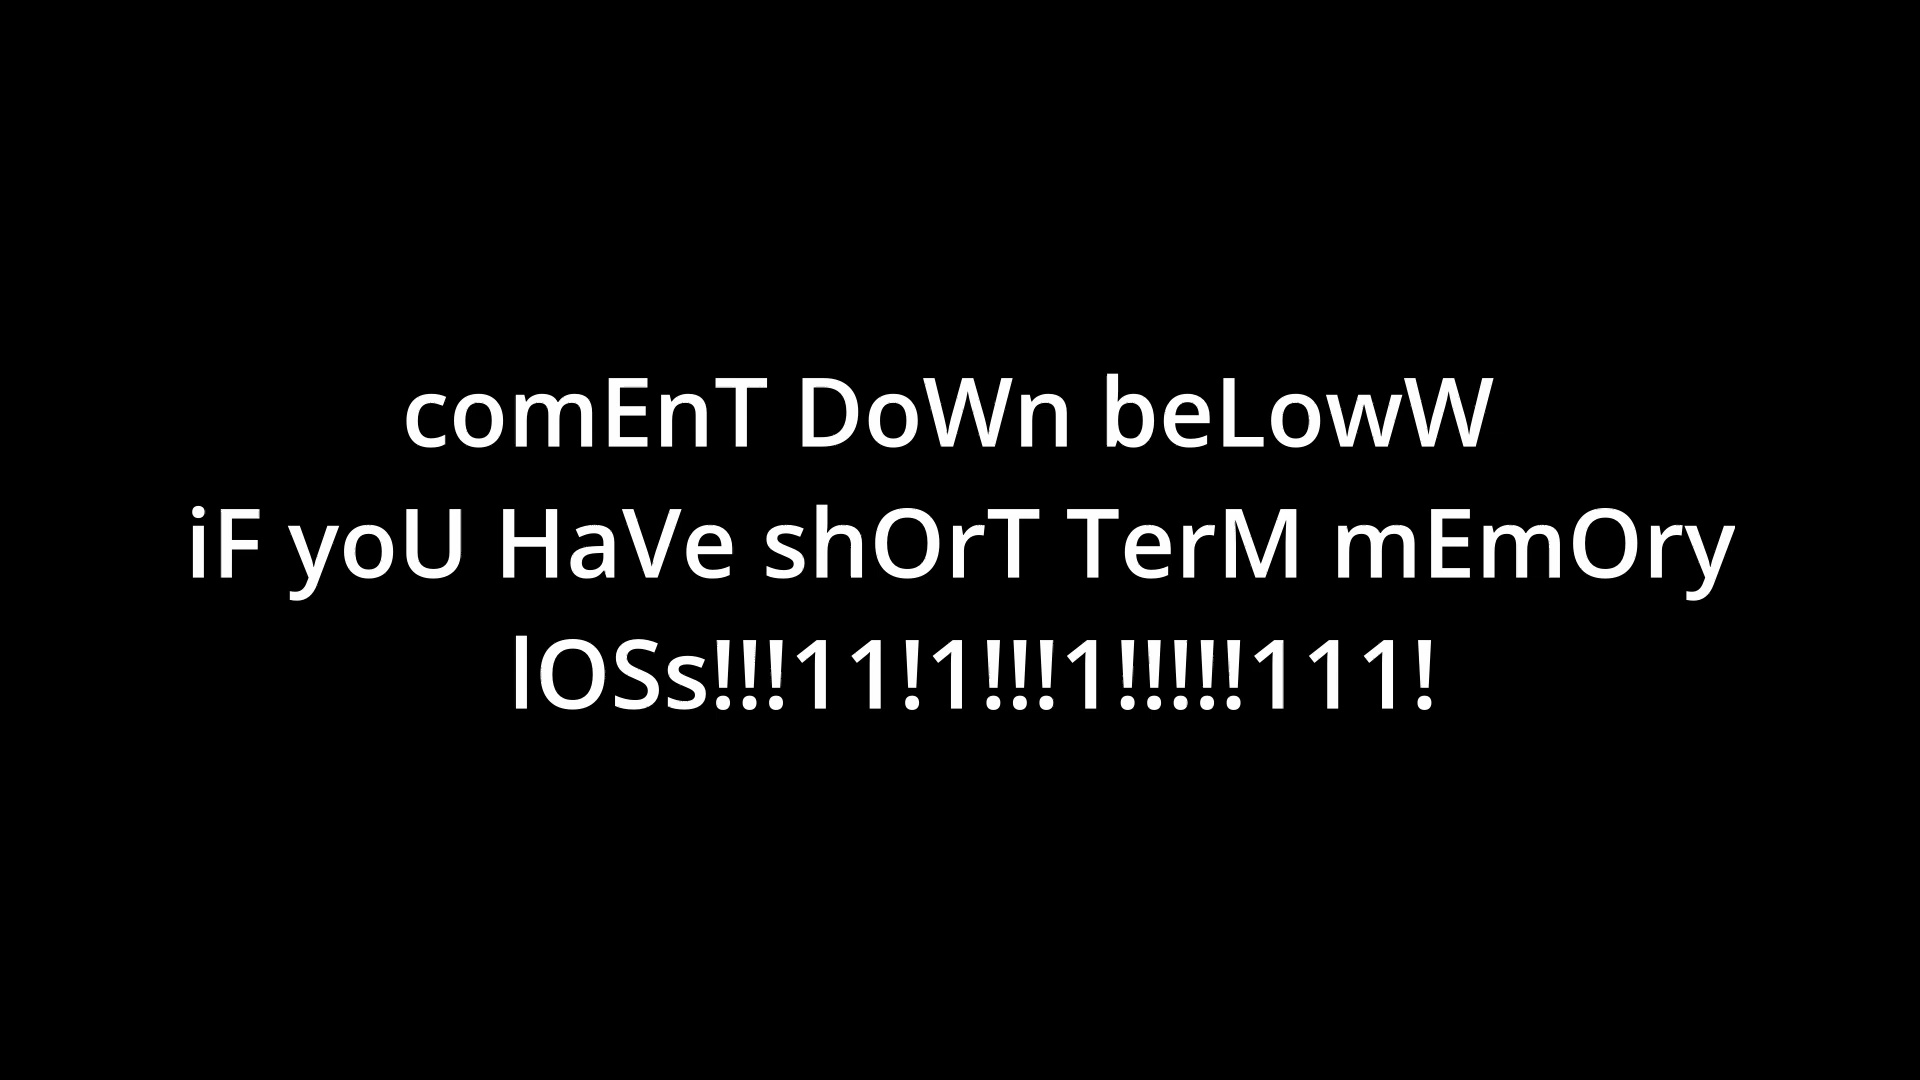 comEnT DoWn beLowW
iF yoU HaVe shOrT TerM mEmOry
lOSs!!!11!1!!!1!!!!!111!